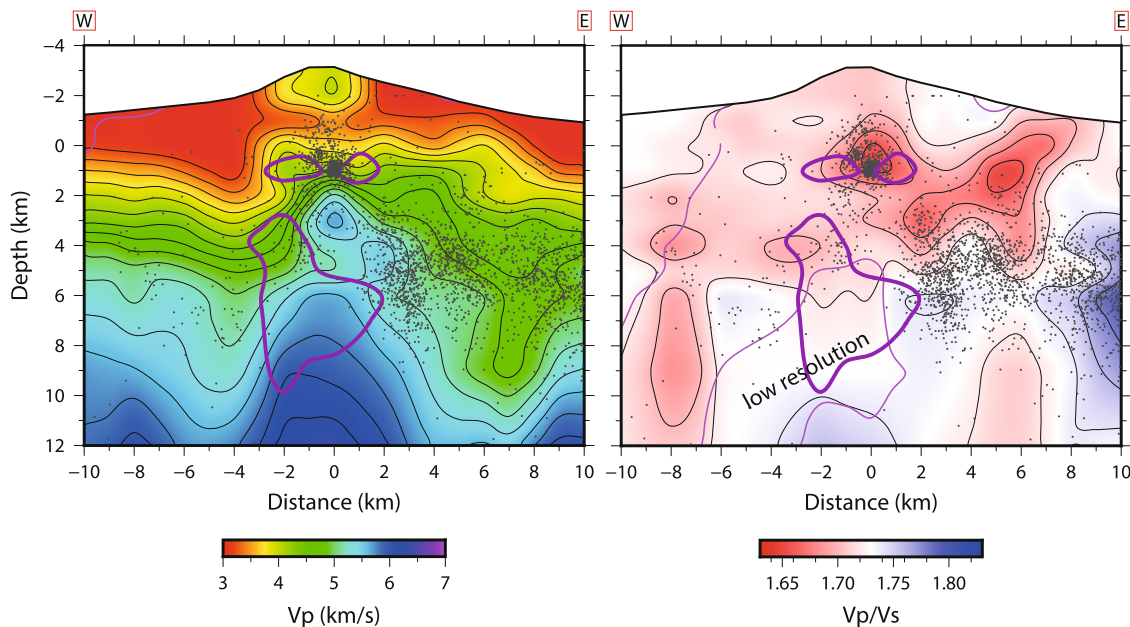 W E W E
−4
−2
0
2
4
6
8
10
12
Depth (km)
low resolution
−10 −8 −6 −4 −2 0 2 4 6 8 10 −10 −8 −6 −4 −2 0 2 4 6 8 10
Distance (km) Distance (km)
3 4 5 6 7 1.65 1.70 1.75 1.80
Vp (km/s) Vp/Vs